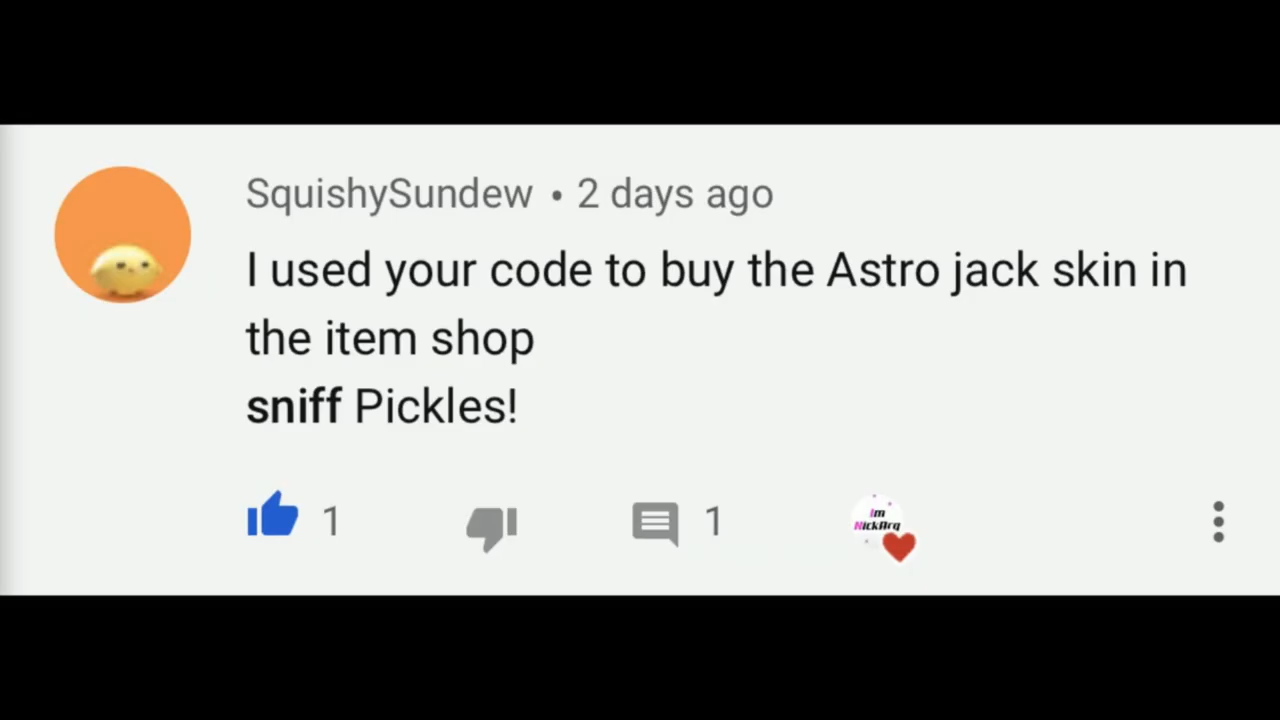 SquishySundew • 2 days ago
I used your code to buy the Astro jack skin in
the item shop
sniff Pickles!
1
1
Im
NickArq